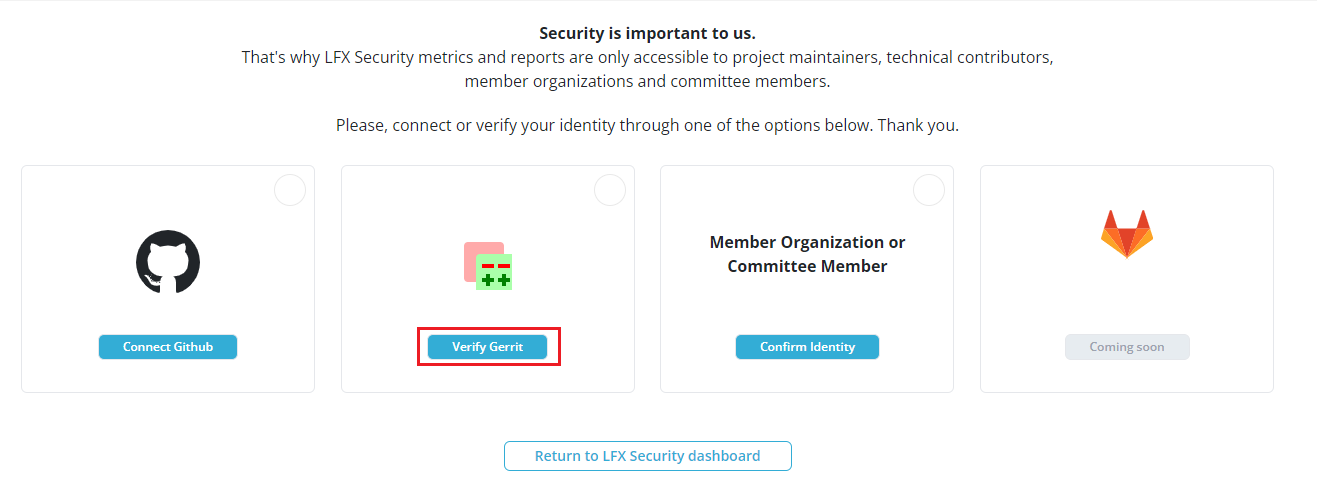 Security is important to us.
That's why LFX Security metrics and reports are only accessible to project maintainers, technical contributors,
member organizations and committee members.
Please, connect or verify your identity through one of the options below. Thank you.
Member Organization or
Committee Member
Connect Github
Verify Gerrit
Confirm Identity
Coming soon
Return to LFX Security dashboard